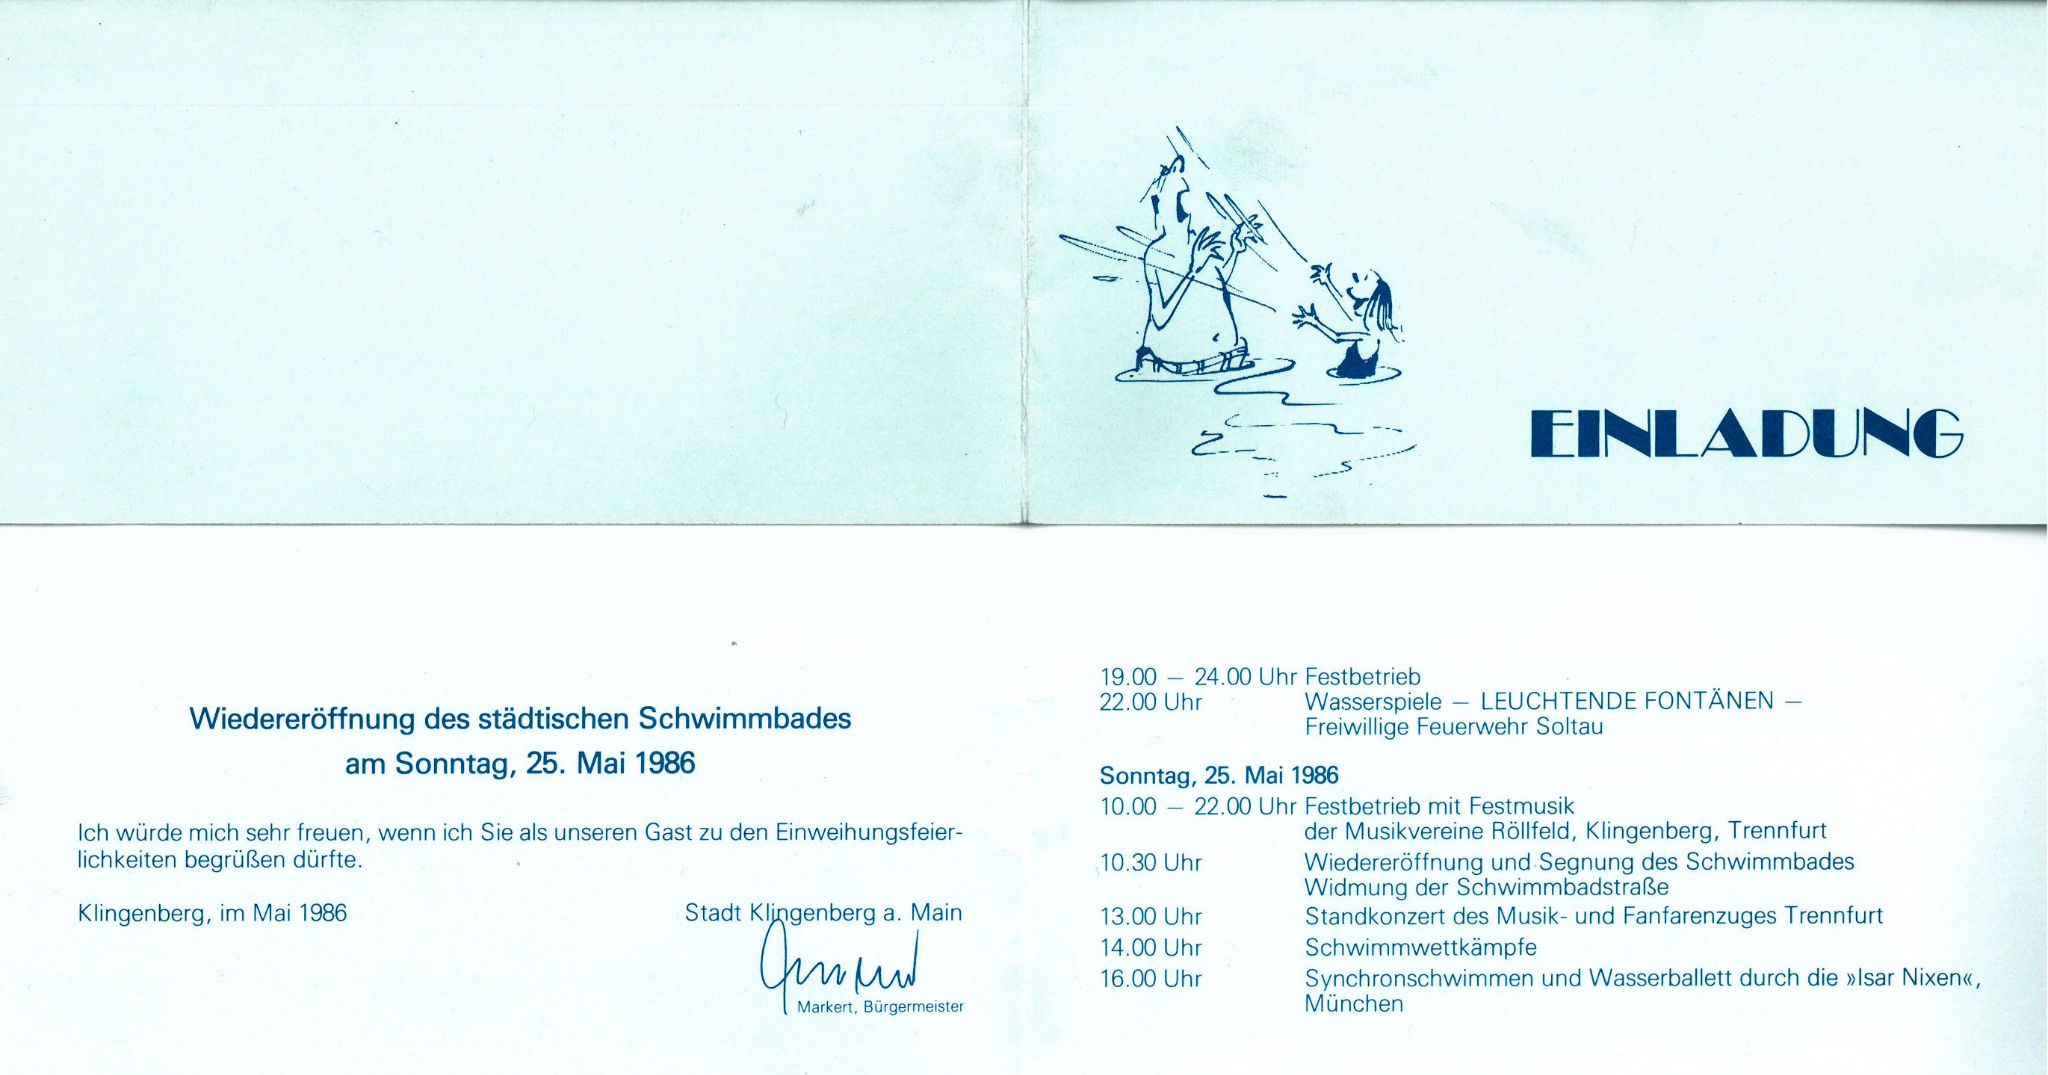 EINLADUNG
Wiedereröffnung des städtischen Schwimmbades
am Sonntag, 25. Mai 1986
Ich würde mich sehr freuen, wenn ich Sie als unseren Gast zu den Einweihungsfeier-
lichkeiten begrüßen dürfte.
Klingenberg, im Mai 1986 Stadt Klingenberg a. Main
Markert, Bürgermeister
19.00 – 24.00 Uhr Festbetrieb
22.00 Uhr Wasserspiele – LEUCHTENDE FONTÄNEN –
Freiwillige Feuerwehr Soltau
Sonntag, 25. Mai 1986
10.00 – 22.00 Uhr Festbetrieb mit Festmusik
der Musikvereine Röllfeld, Klingenberg, Trennfurt
10.30 Uhr Wiedereröffnung und Segnung des Schwimmbades
Widmung der Schwimmbadstraße
13.00 Uhr Standkonzert des Musik- und Fanfarenzuges Trennfurt
14.00 Uhr Schwimmwettkämpfe
16.00 Uhr Synchronschwimmen und Wasserballett durch die »Isar Nixen«,
München